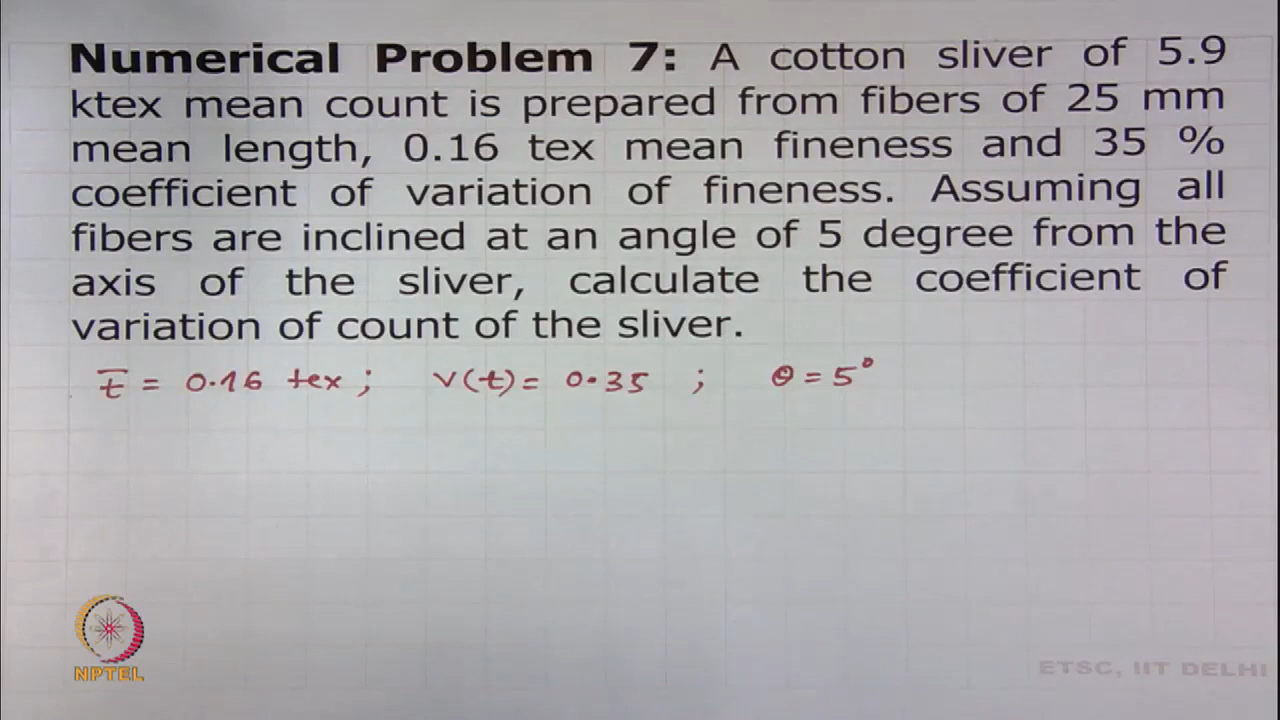 Numerical Problem 7: A cotton sliver of 5.9
ktex mean count is prepared from fibers of 25 mm
mean length, 0.16 tex mean fineness and 35 %
coefficient of variation of fineness. Assuming all
fibers are inclined at an angle of 5 degree from the
axis of the sliver, calculate the coefficient of
variation of count of the sliver.
t̅ = 0.16 tex ; v(t) = 0.35 ; θ = 5°
NPTEL
ETSC, IIT DELHI